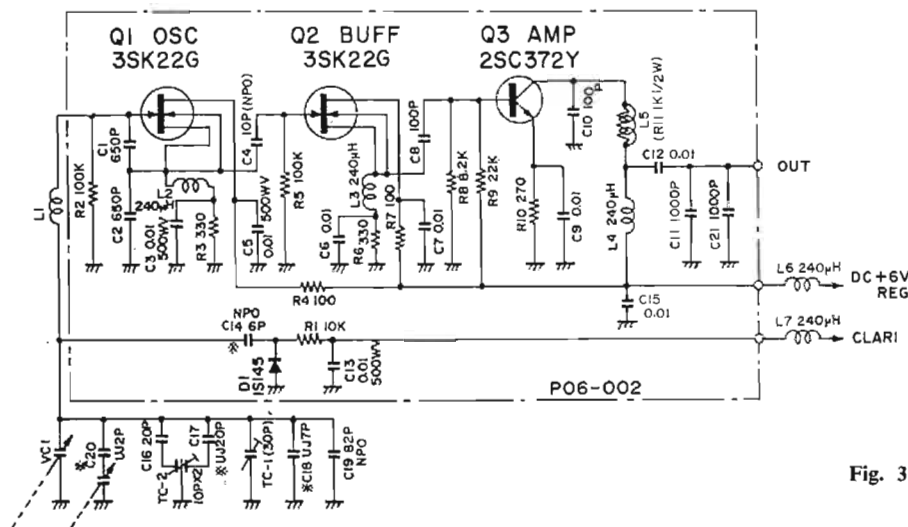 Q1 OSC
3SK22G
Q2 BUFF
3SK22G
Q3 AMP
2SC372Y
C1
650P
R2 100K
C2 650P
L1
L2
240µH
C3 0.01
500W
R3 330
C4 10P(NPO)
C5
0.01 500WV
R5 100K
L3 240µH
C6 0.01
R6 330
R7 100
C7 0.01
C8 100P
R8 8.2K
R9 22K
R10 270
C9 0.01
C10 100P
L5
(R11 1K 1/2W)
C12 0.01
L4 240µH
C11 1000P
C21 1000P
OUT
R4 100
C15
0.01
L6 240µH
DC+6V
REG
L7 240µH
CLARI
NPO
C14 6P
※
R1 10K
D1
1S145
C13
0.01
500W
P06-002
VC1
※C20
UJ2P
C16 20P
C17
※UJ20P
TC-2
10PX2
TC-1 (30P)
※C18 UJ7P
C19 82P
NPO
Fig. 3